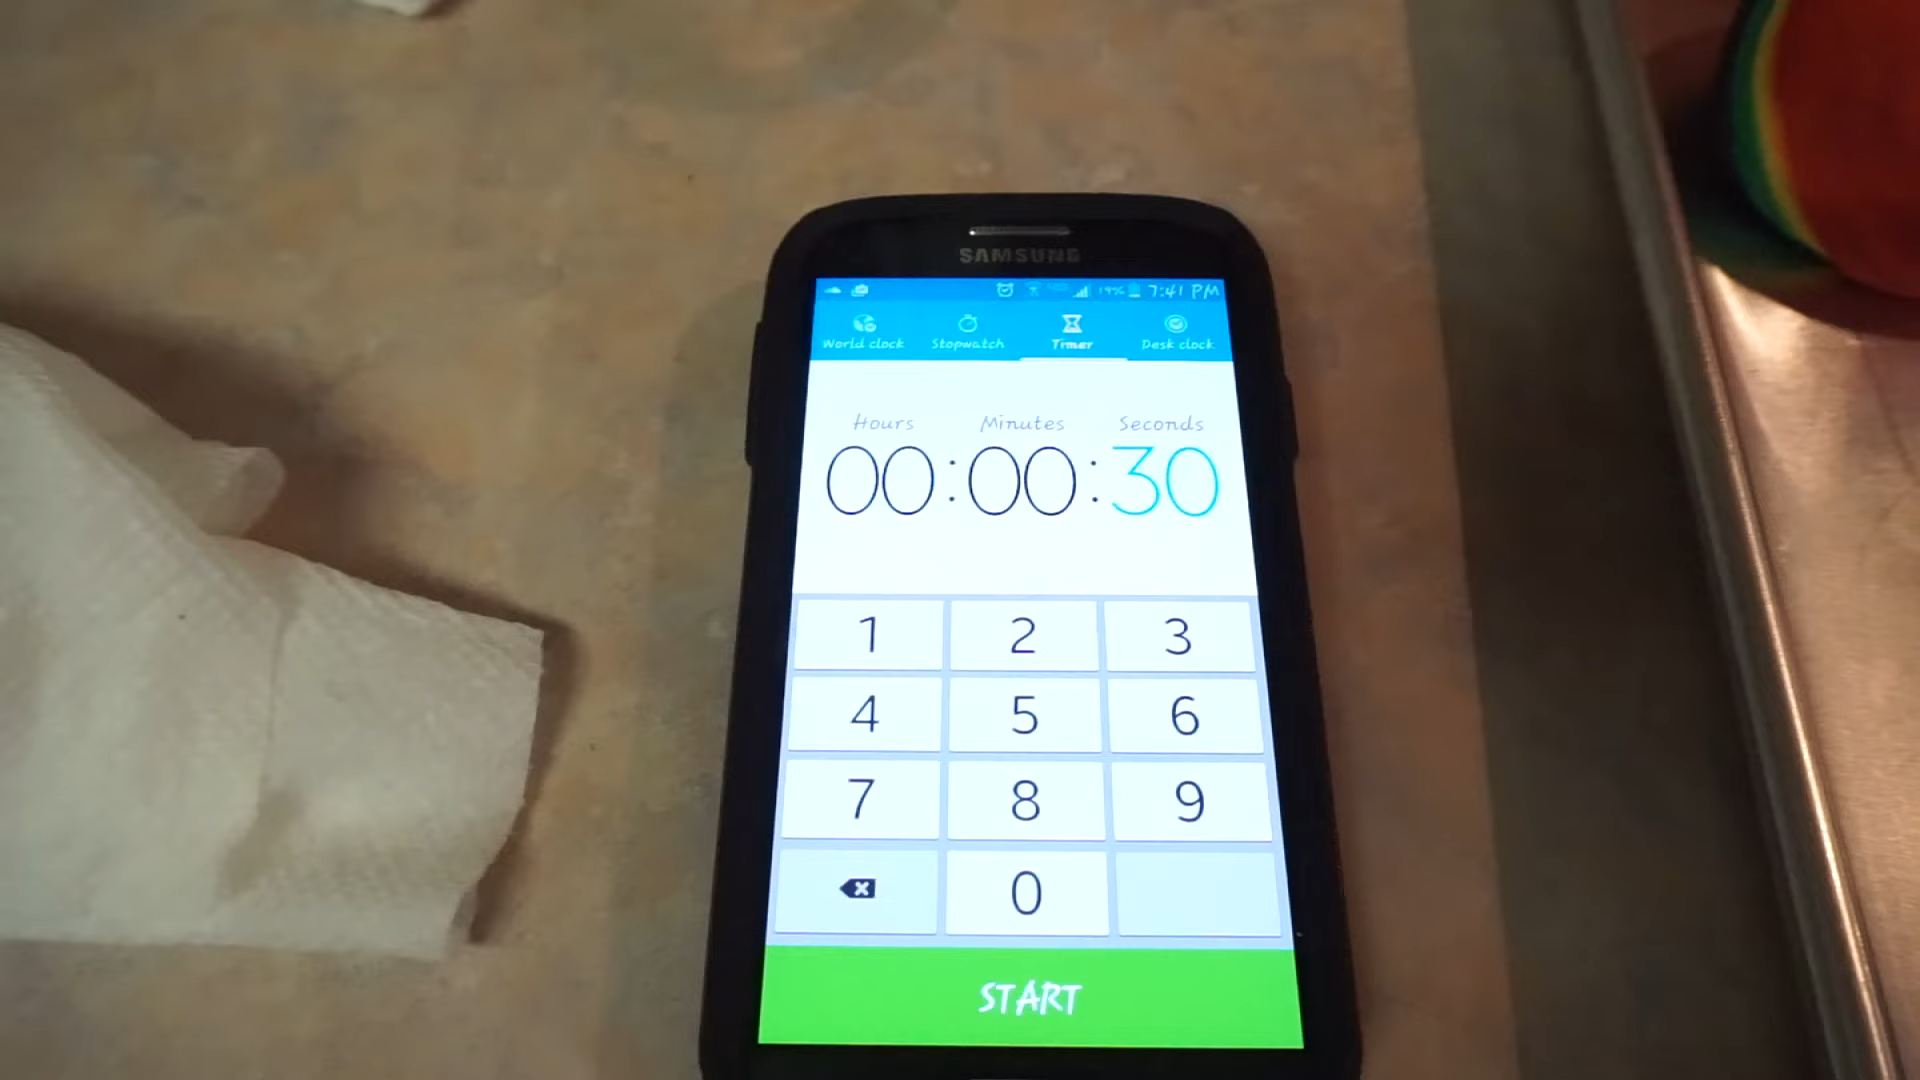 SAMSUNG
19% 7:41 PM
World clock Stopwatch Timer Desk clock
Hours Minutes Seconds
00:00:30
1 2 3
4 5 6
7 8 9
0
START